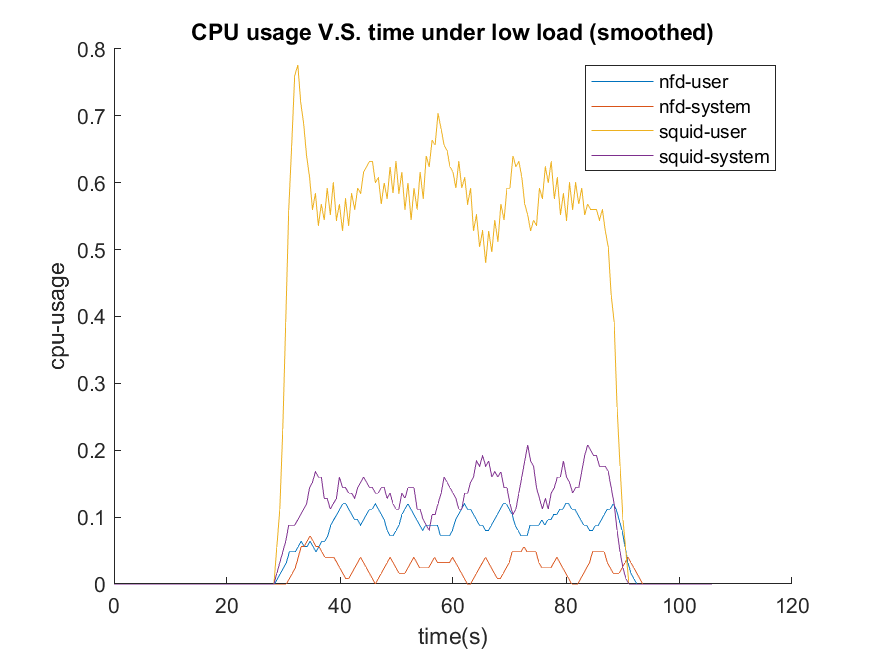 CPU usage V.S. time under low load (smoothed)
0.8
0.7
0.6
0.5
0.4
0.3
0.2
0.1
0
cpu-usage
nfd-user
nfd-system
squid-user
squid-system
0 20 40 60 80 100 120
time(s)